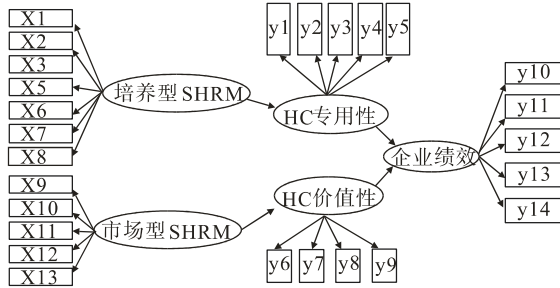 X1
X2
X3
X5
X6
X7
X8
X9
X10
X11
X12
X13
培养型SHRM
市场型SHRM
y1 y2 y3 y4 y5
HC专用性
HC价值性
y6 y7 y8 y9
企业绩效
y10
y11
y12
y13
y14